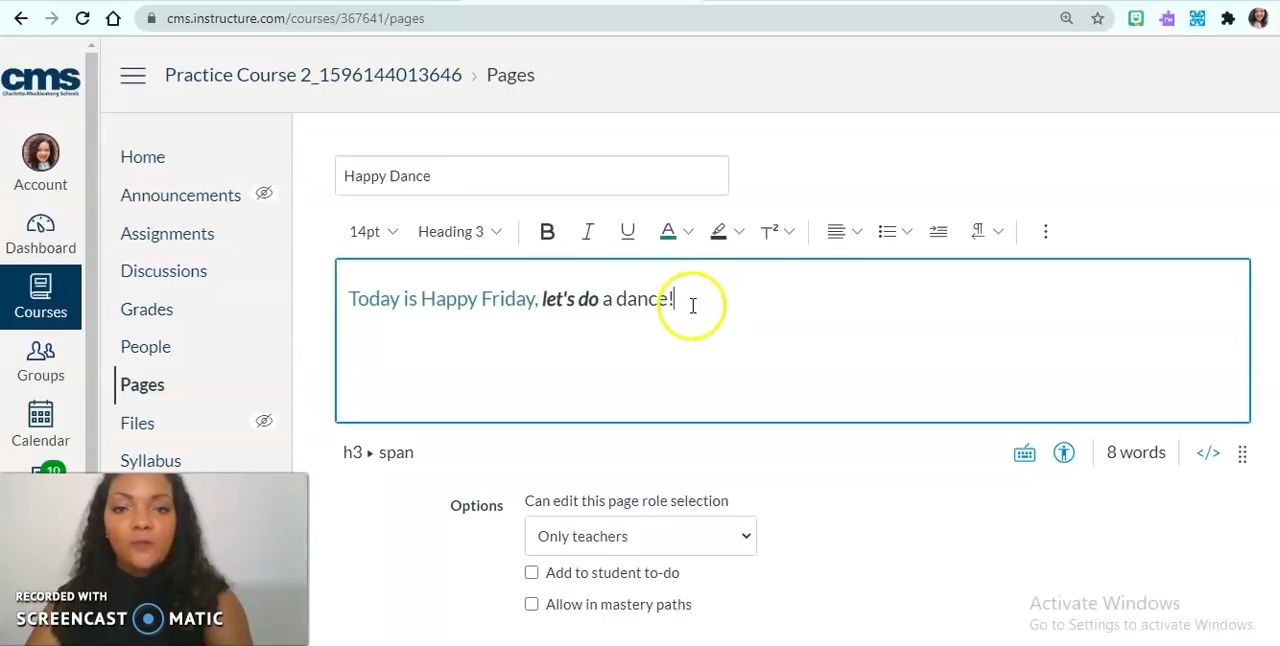 cms.instructure.com/courses/367641/pages
cms
Charlotte-Mecklenburg Schools
Practice Course 2_1596144013646 › Pages
Account
Dashboard
Courses
Groups
Calendar
10
Home
Announcements
Assignments
Discussions
Grades
People
Pages
Files
Syllabus
Happy Dance
14pt Heading 3 B I U A T²
Today is Happy Friday, let's do a dance!
h3 ▸ span
8 words </>
Options
Can edit this page role selection
Only teachers
Add to student to-do
Allow in mastery paths
RECORDED WITH
SCREENCAST MATIC
Activate Windows
Go to Settings to activate Windows.